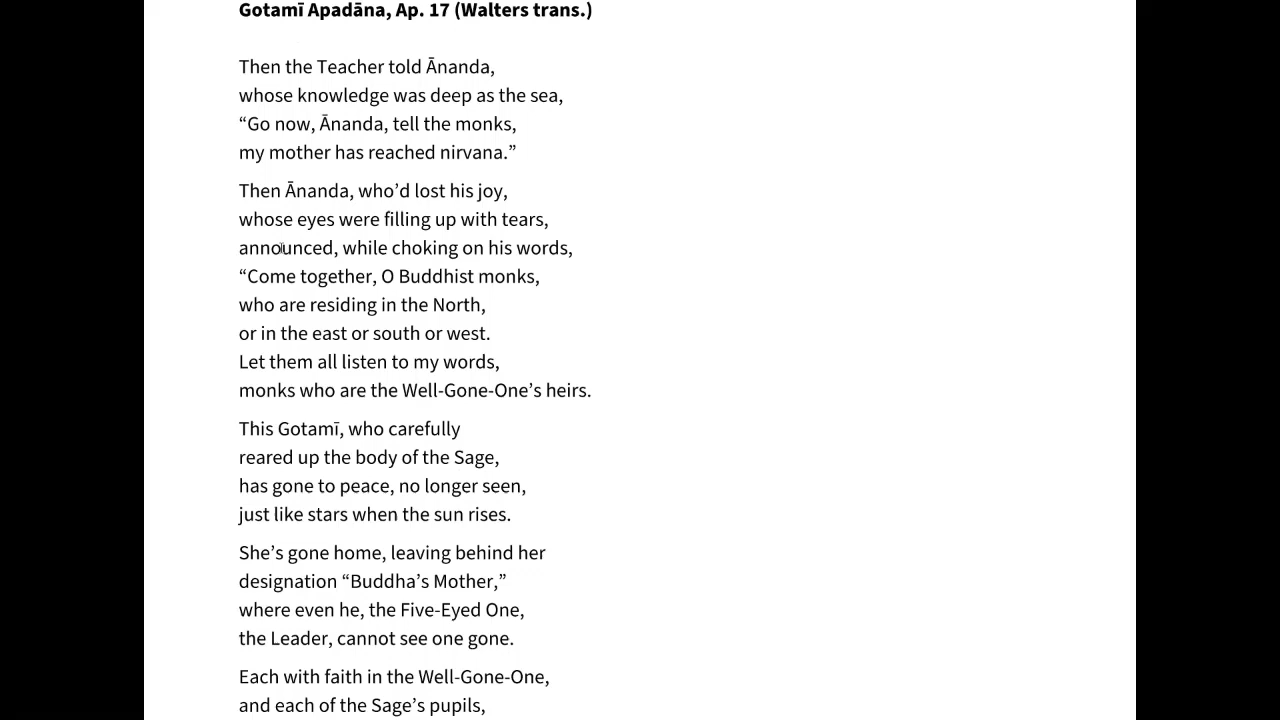 Gotamī Apadāna, Ap. 17 (Walters trans.)
Then the Teacher told Ānanda,
whose knowledge was deep as the sea,
“Go now, Ānanda, tell the monks,
my mother has reached nirvana.”
Then Ānanda, who’d lost his joy,
whose eyes were filling up with tears,
announced, while choking on his words,
“Come together, O Buddhist monks,
who are residing in the North,
or in the east or south or west.
Let them all listen to my words,
monks who are the Well-Gone-One’s heirs.
This Gotamī, who carefully
reared up the body of the Sage,
has gone to peace, no longer seen,
just like stars when the sun rises.
She’s gone home, leaving behind her
designation “Buddha’s Mother,”
where even he, the Five-Eyed One,
the Leader, cannot see one gone.
Each with faith in the Well-Gone-One,
and each of the Sage’s pupils,